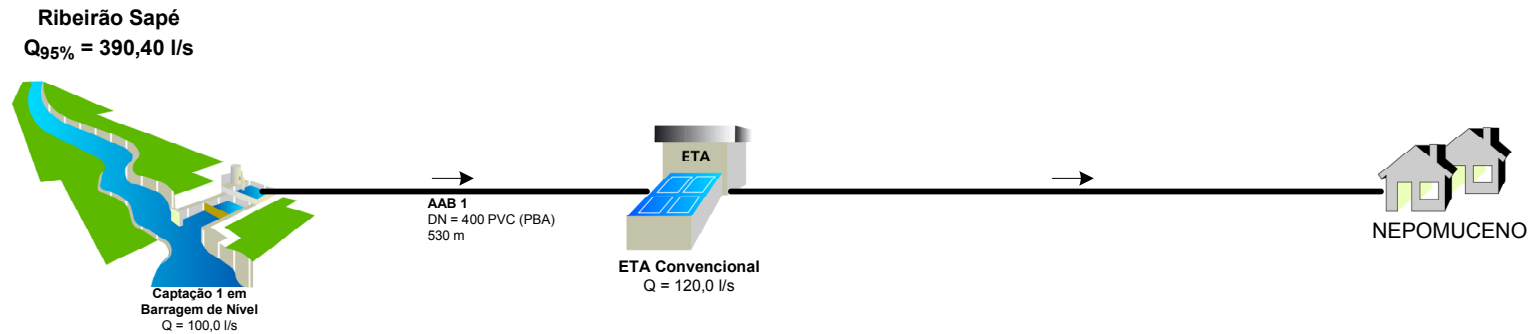 Ribeirão Sapé
Q95% = 390,40 l/s
ETA
AAB 1
DN = 400 PVC (PBA)
530 m
NEPOMUCENO
ETA Convencional
Q = 120,0 l/s
Captação 1 em
Barragem de Nível
Q = 100,0 l/s